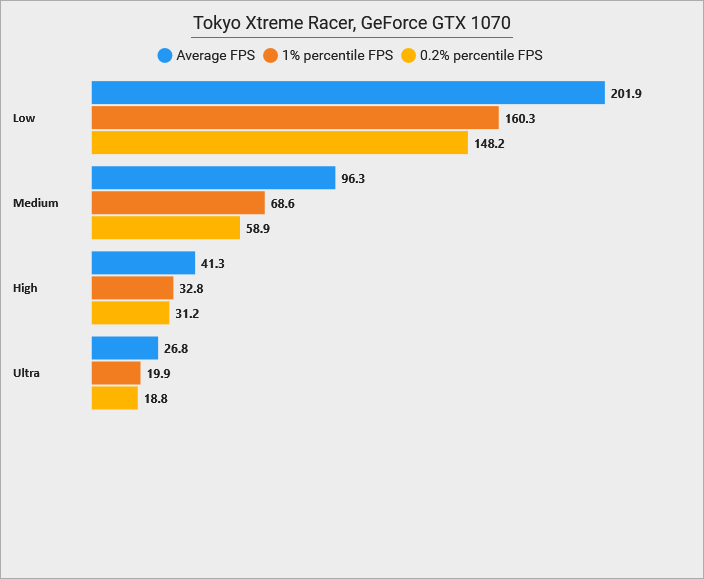 Tokyo Xtreme Racer, GeForce GTX 1070
Average FPS 1% percentile FPS 0.2% percentile FPS
201.9
Low 160.3
148.2
96.3
Medium 68.6
58.9
41.3
High 32.8
31.2
26.8
Ultra 19.9
18.8